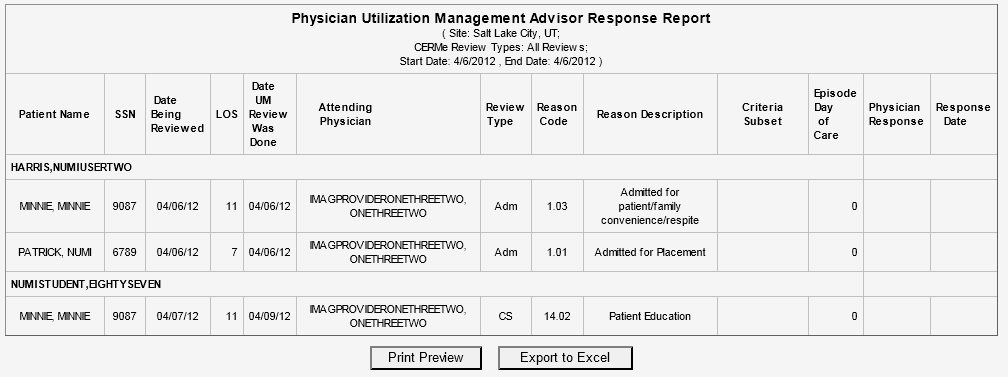 Physician Utilization Management Advisor Response Report
( Site: Salt Lake City, UT;
CERMe Review Types: All Reviews;
Start Date: 4/6/2012 , End Date: 4/6/2012 )
Patient Name SSN Date Being Reviewed LOS Date UM Review Was Done Attending Physician Review Type Reason Code Reason Description Criteria Subset Episode Day of Care Physician Response Response Date
HARRIS,NUMIUSERTWO
MINNIE, MINNIE 9087 04/06/12 11 04/06/12 IMAGPROVIDERONETHREETWO, ONETHREETWO Adm 1.03 Admitted for patient/family convenience/respite 0
PATRICK, NUMI 6789 04/06/12 7 04/06/12 IMAGPROVIDERONETHREETWO, ONETHREETWO Adm 1.01 Admitted for Placement 0
NUMISTUDENT,EIGHTYSEVEN
MINNIE, MINNIE 9087 04/07/12 11 04/09/12 IMAGPROVIDERONETHREETWO, ONETHREETWO CS 14.02 Patient Education 0
Print Preview Export to Excel